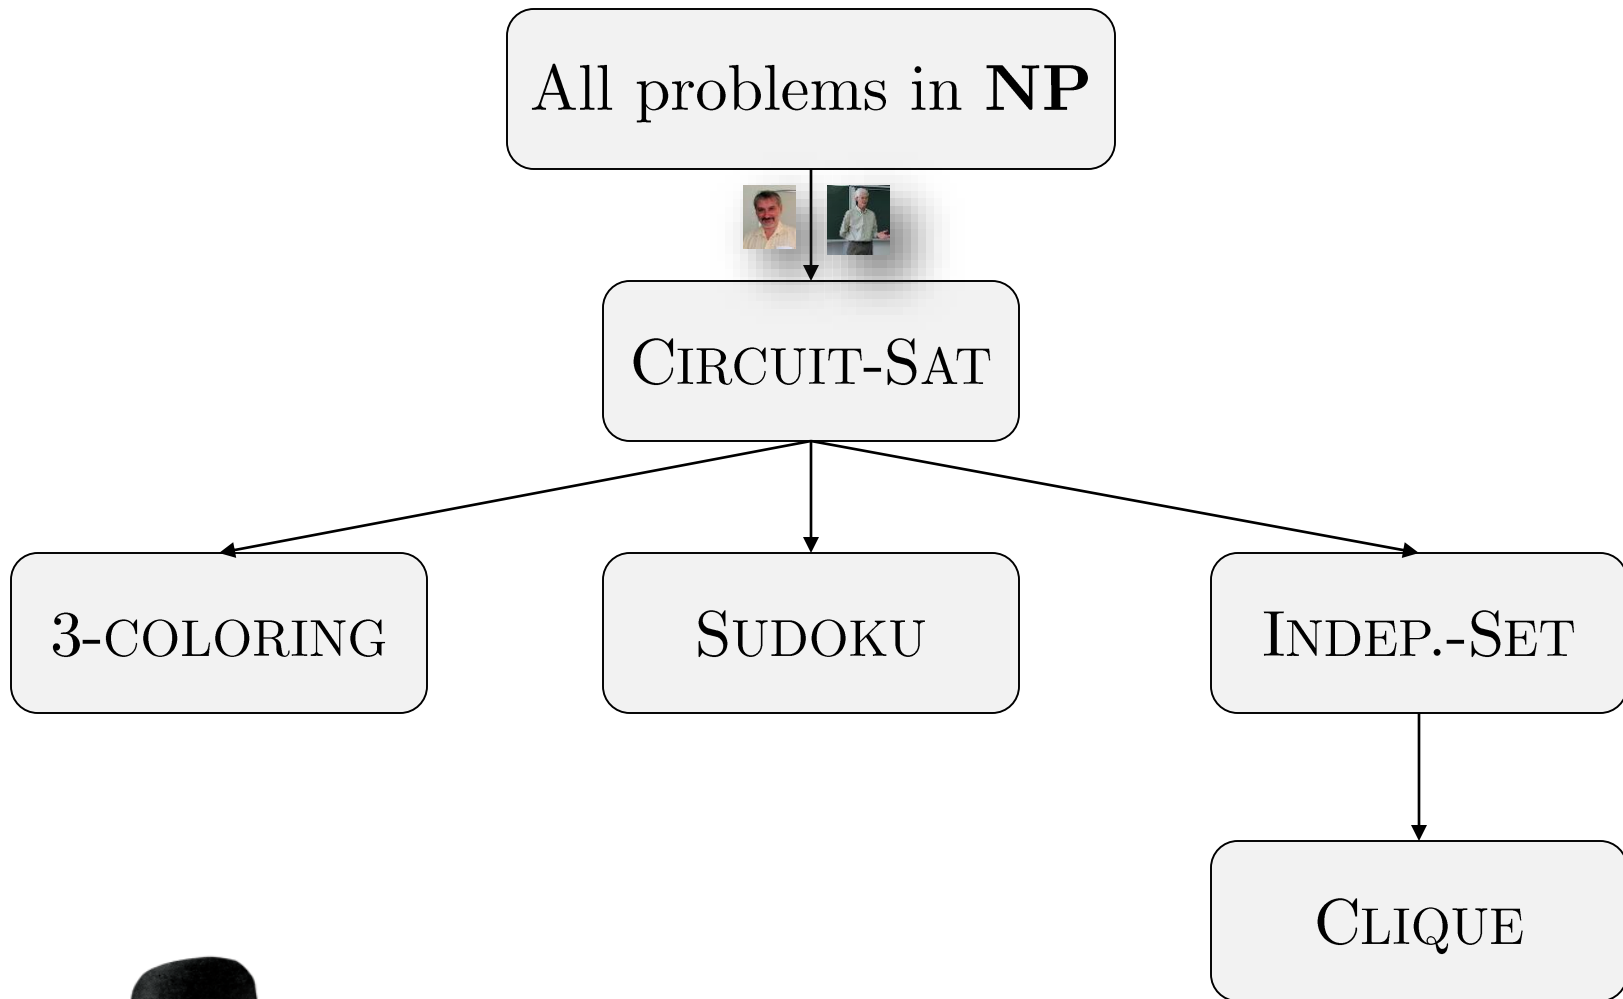 All problems in NP
CIRCUIT-SAT
3-COLORING
SUDOKU
INDEP.-SET
CLIQUE